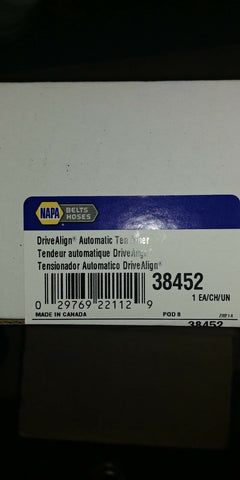 NAPA BELTS
HOSES
DriveAlign® Automatic Tensioner
Tendeur automatique DriveAlign®
Tensionador Automatico DriveAlign®
38452
1 EA/CH/UN
0 29769 22112 9
MADE IN CANADA POD 8
38452